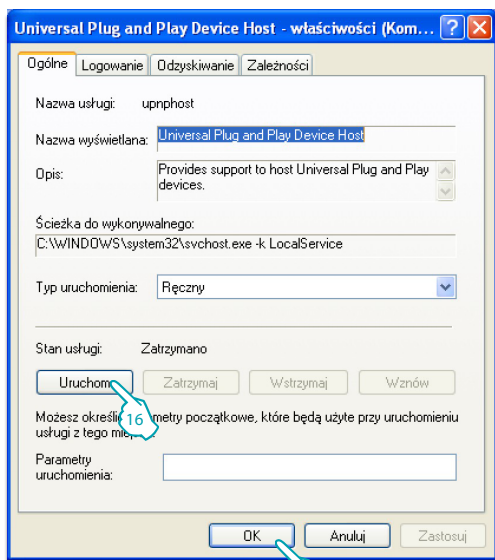 Universal Plug and Play Device Host - właściwości (Kom...
Ogólne Logowanie Odzyskiwanie Zależności
Nazwa usługi: upnphost
Nazwa wyświetlana: Universal Plug and Play Device Host
Opis: Provides support to host Universal Plug and Play
devices.
Ścieżka do wykonywalnego:
C:\WINDOWS\system32\svchost.exe -k LocalService
Typ uruchomienia: Ręczny
Stan usługi: Zatrzymano
Uruchom Zatrzymaj Wstrzymaj Wznów
16
Możesz określić metry początkowe, które będą użyte przy uruchomieniu
usługi z tego
Parametry
uruchomienia:
OK Anuluj Zastosuj